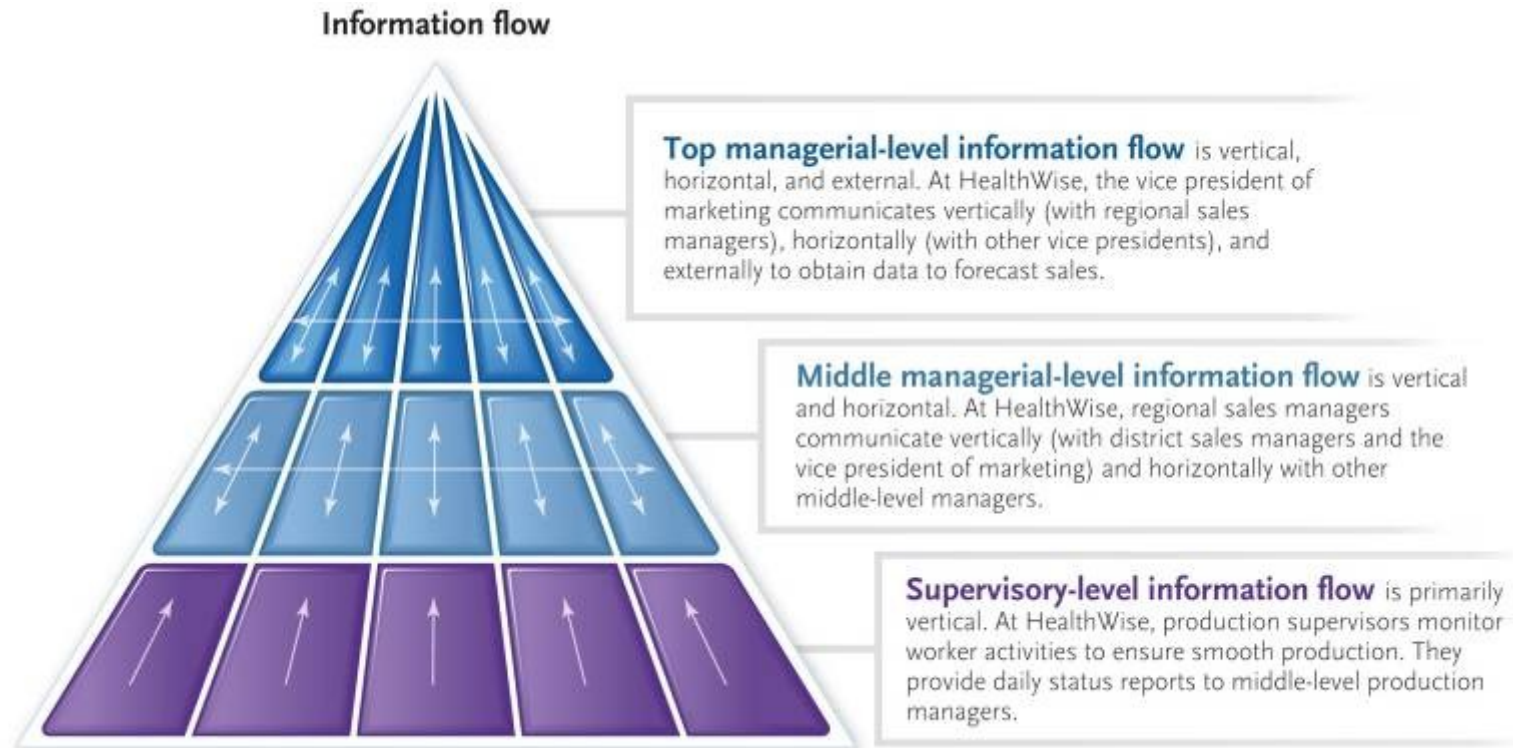 Information flow
Top managerial-level information flow is vertical,
horizontal, and external. At HealthWise, the vice president of
marketing communicates vertically (with regional sales
managers), horizontally (with other vice presidents), and
externally to obtain data to forecast sales.
Middle managerial-level information flow is vertical
and horizontal. At HealthWise, regional sales managers
communicate vertically (with district sales managers and the
vice president of marketing) and horizontally with other
middle-level managers.
Supervisory-level information flow is primarily
vertical. At HealthWise, production supervisors monitor
worker activities to ensure smooth production. They
provide daily status reports to middle-level production
managers.